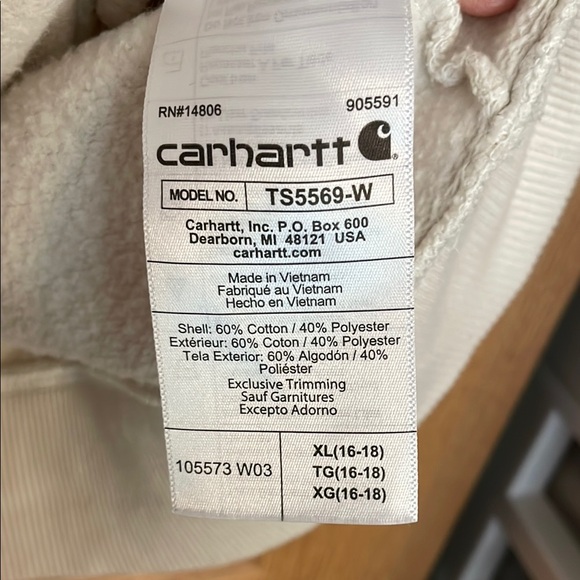 RN#14806 905591
carhartt
MODEL NO. TS5569-W
Carhartt, Inc. P.O. Box 600
Dearborn, MI 48121 USA
carhartt.com
Made in Vietnam
Fabriqué au Vietnam
Hecho en Vietnam
Shell: 60% Cotton / 40% Polyester
Extérieur: 60% Coton / 40% Polyester
Tela Exterior: 60% Algodón / 40%
Poliéster
Exclusive Trimming
Sauf Garnitures
Excepto Adorno
105573 W03
XL(16-18)
TG(16-18)
XG(16-18)